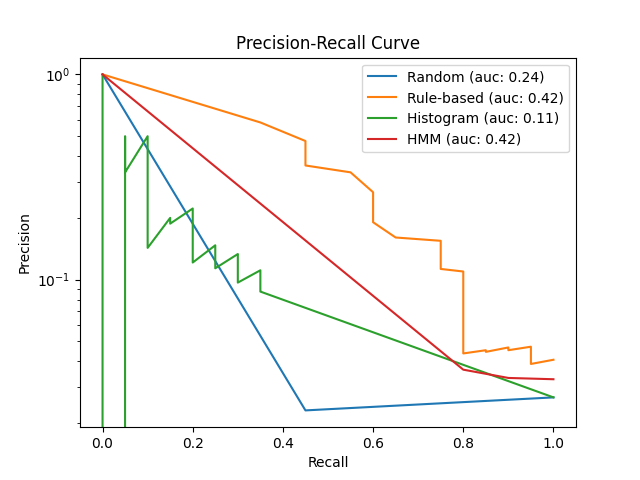 Precision-Recall Curve
Random (auc: 0.24)
Rule-based (auc: 0.42)
Histogram (auc: 0.11)
HMM (auc: 0.42)
Precision
10⁰
10⁻¹
0.0 0.2 0.4 0.6 0.8 1.0
Recall